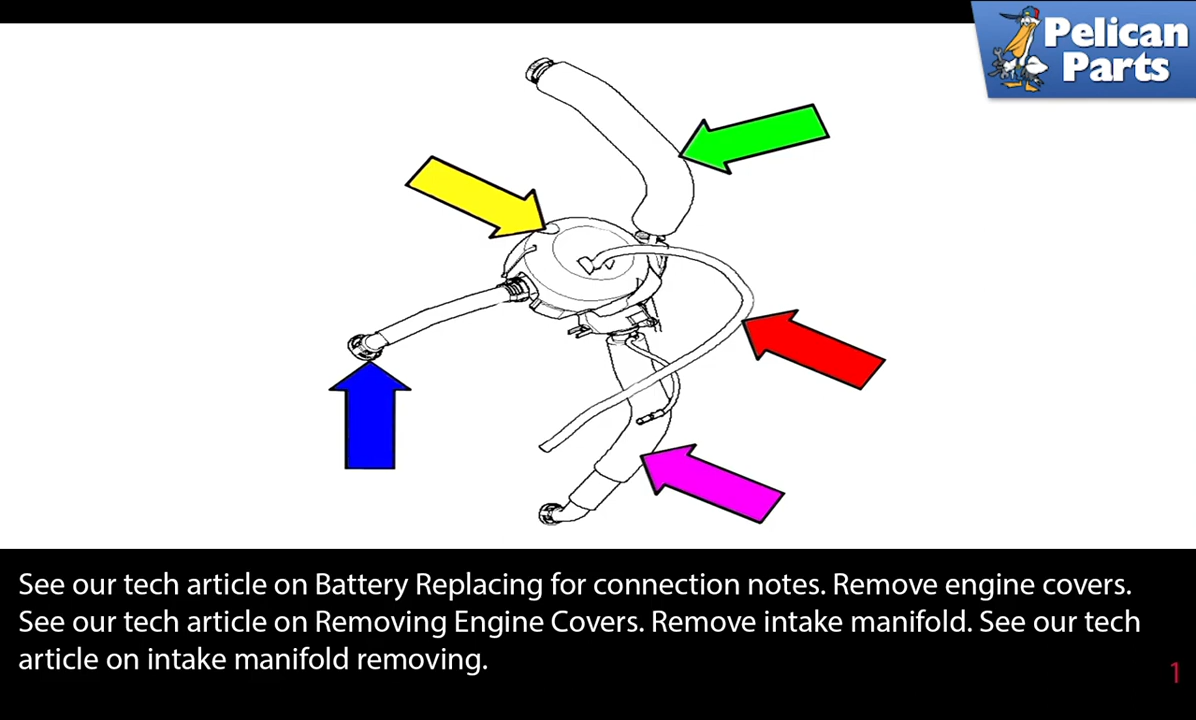 Pelican
Parts
See our tech article on Battery Replacing for connection notes. Remove engine covers.
See our tech article on Removing Engine Covers. Remove intake manifold. See our tech
article on intake manifold removing.
1